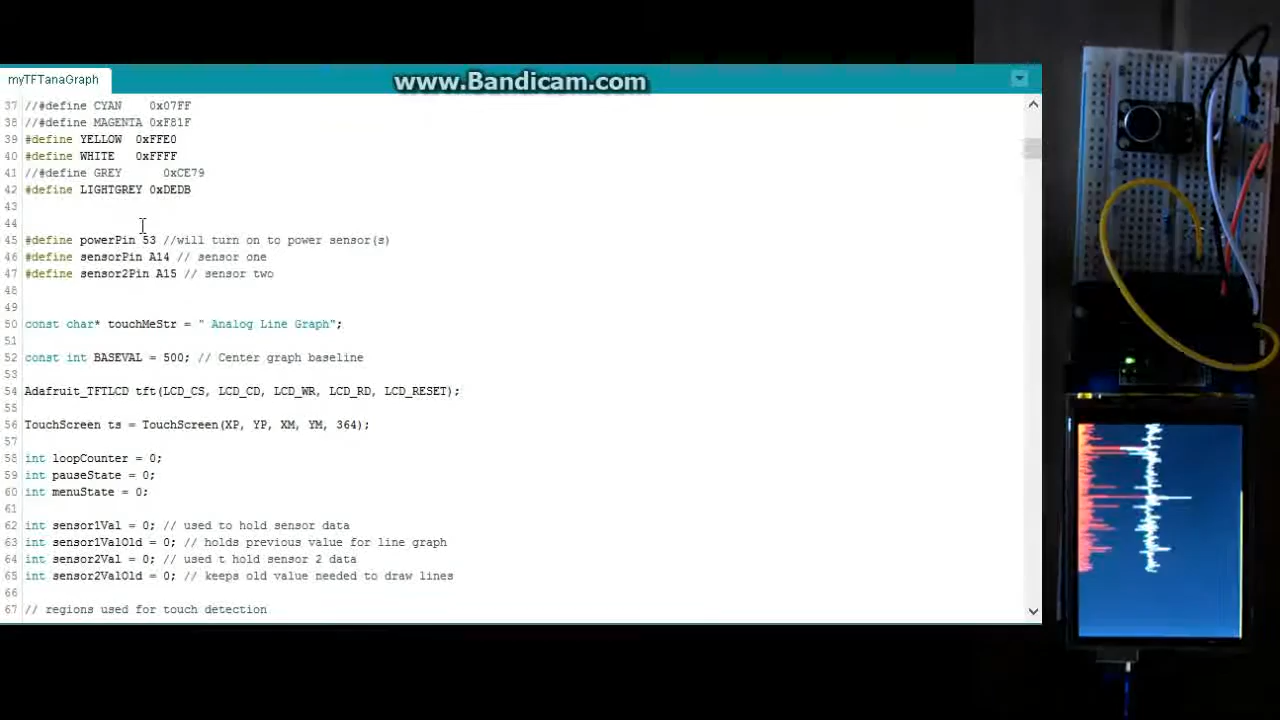 www.Bandicam.com
myTFTanaGraph
37 //#define CYAN 0x07FF
38 //#define MAGENTA 0xF81F
39 #define YELLOW 0xFFE0
40 #define WHITE 0xFFFF
41 //#define GREY 0xCE79
42 #define LIGHTGREY 0xDEDB
43
44
45 #define powerPin 53 //will turn on to power sensor(s)
46 #define sensorPin A14 // sensor one
47 #define sensor2Pin A15 // sensor two
48
49
50 const char* touchMeStr = " Analog Line Graph";
51
52 const int BASEVAL = 500; // Center graph baseline
53
54 Adafruit_TFTLCD tft(LCD_CS, LCD_CD, LCD_WR, LCD_RD, LCD_RESET);
55
56 TouchScreen ts = TouchScreen(XP, YP, XM, YM, 364);
57
58 int loopCounter = 0;
59 int pauseState = 0;
60 int menuState = 0;
61
62 int sensor1Val = 0; // used to hold sensor data
63 int sensor1ValOld = 0; // holds previous value for line graph
64 int sensor2Val = 0; // used t hold sensor 2 data
65 int sensor2ValOld = 0; // keeps old value needed to draw lines
66
67 // regions used for touch detection